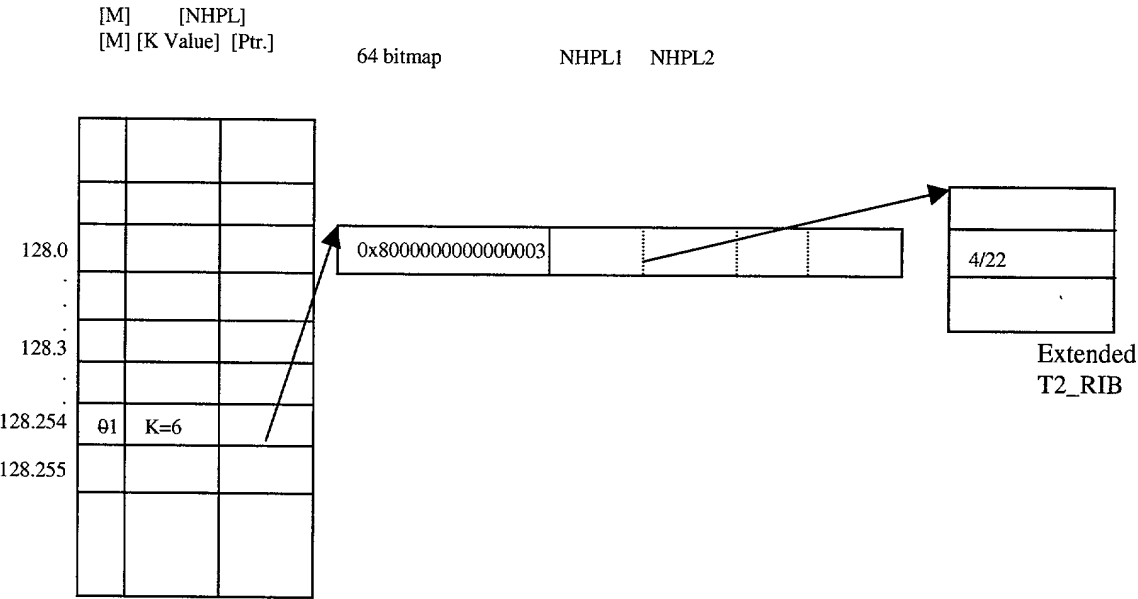 [M] [NHPL]
[M] [K Value] [Ptr.]
64 bitmap NHPL1 NHPL2
128.0
0x8000000000000003
4/22
.
.
.
128.3
Extended
T2_RIB
.
.
128.254 01 K=6
128.255